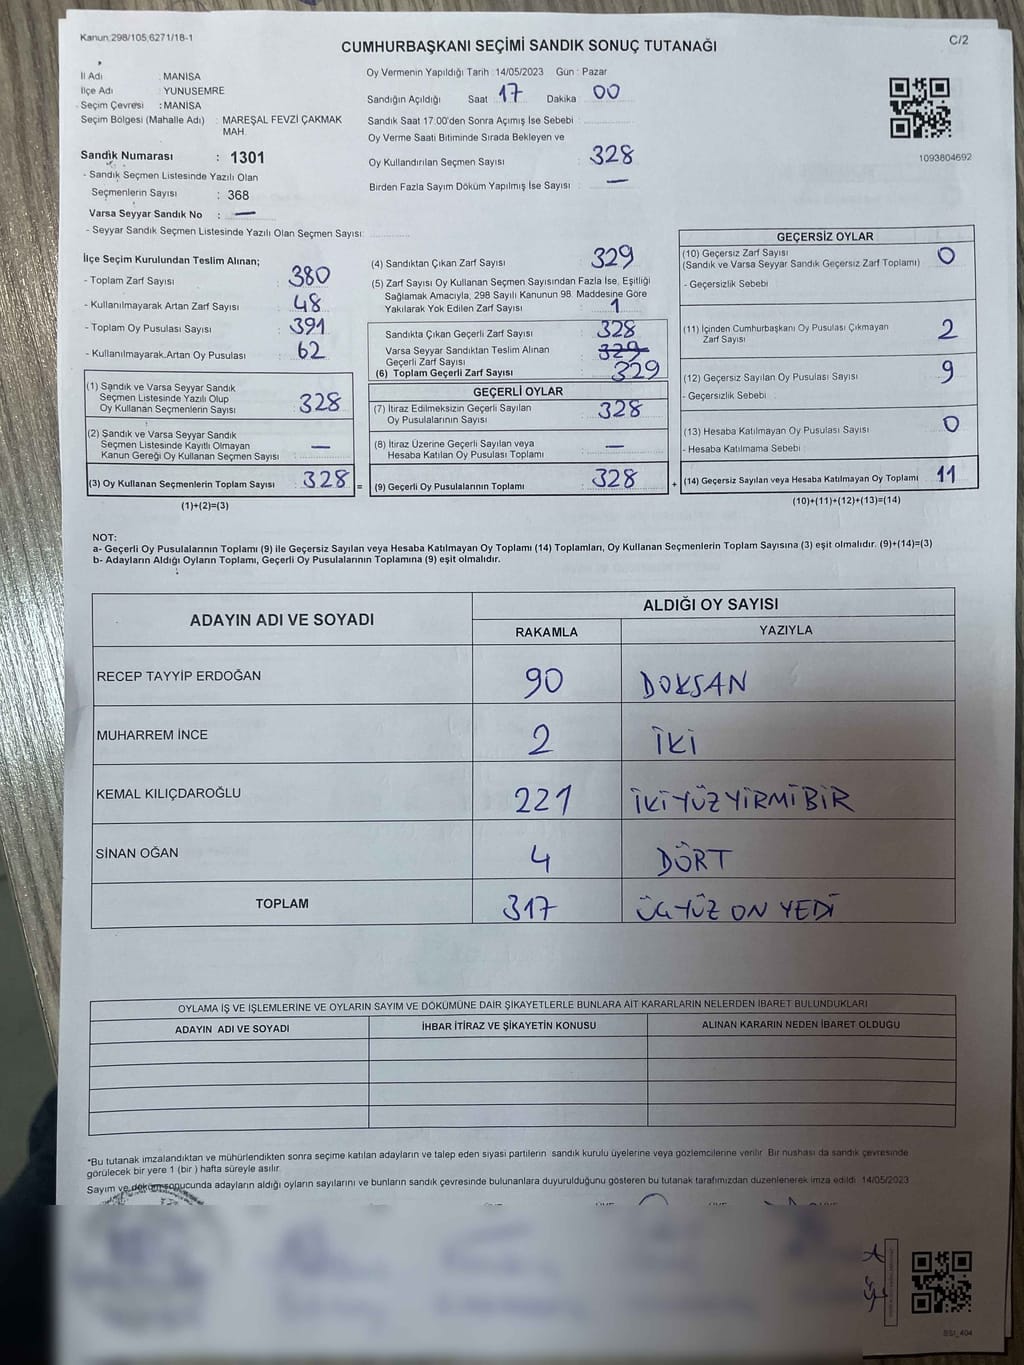 Kanun:298/105;6271/18-1
CUMHURBAŞKANI SEÇİMİ SANDIK SONUÇ TUTANAĞI
C/2
İl Adı : MANİSA
İlçe Adı : YUNUSEMRE
Seçim Çevresi : MANİSA
Seçim Bölgesi (Mahalle Adı) : MAREŞAL FEVZİ ÇAKMAK
MAH.
Sandık Numarası : 1301
- Sandık Seçmen Listesinde Yazılı Olan
Seçmenlerin Sayısı : 368
Varsa Seyyar Sandık No : —
- Seyyar Sandık Seçmen Listesinde Yazılı Olan Seçmen Sayısı:
Oy Vermenin Yapıldığı Tarih : 14/05/2023 Gün : Pazar
Sandığın Açıldığı Saat 17 Dakika 00
Sandık Saat 17:00'den Sonra Açımış İse Sebebi :
Oy Verme Saati Bitiminde Sırada Bekleyen ve
Oy Kullandırılan Seçmen Sayısı : 328
Birden Fazla Sayım Döküm Yapılmış İse Sayısı : —
1093804692
İlçe Seçim Kurulundan Teslim Alınan;
- Toplam Zarf Sayısı : 380
- Kullanılmayarak Artan Zarf Sayısı : 48
- Toplam Oy Pusulası Sayısı : 391
- Kullanılmayarak Artan Oy Pusulası : 62
(1) Sandık ve Varsa Seyyar Sandık
Seçmen Listesinde Yazılı Olup
Oy Kullanan Seçmenlerin Sayısı : 328
(2) Sandık ve Varsa Seyyar Sandık
Seçmen Listesinde Kayıtlı Olmayan
Kanun Gereği Oy Kullanan Seçmen Sayısı : —
(3) Oy Kullanan Seçmenlerin Toplam Sayısı : 328 =
(1)+(2)=(3)
(4) Sandıktan Çıkan Zarf Sayısı : 329
(5) Zarf Sayısı Oy Kullanan Seçmen Sayısından Fazla İse, Eşitliği
Sağlamak Amacıyla, 298 Sayılı Kanunun 98. Maddesine Göre
Yakılarak Yok Edilen Zarf Sayısı : 1
Sandıkta Çıkan Geçerli Zarf Sayısı : 328
Varsa Seyyar Sandıktan Teslim Alınan
Geçerli Zarf Sayısı : 329
(6) Toplam Geçerli Zarf Sayısı : 329
GEÇERLİ OYLAR
(7) İtiraz Edilmeksizin Geçerli Sayılan
Oy Pusulalarının Sayısı : 328
(8) İtiraz Üzerine Geçerli Sayılan veya
Hesaba Katılan Oy Pusulası Toplamı : —
(9) Geçerli Oy Pusulalarının Toplamı : 328 +
GEÇERSİZ OYLAR
(10) Geçersiz Zarf Sayısı : 0
(Sandık ve Varsa Seyyar Sandık Geçersiz Zarf Toplamı)
- Geçersizlik Sebebi :
(11) İçinden Cumhurbaşkanı Oy Pusulası Çıkmayan : 2
Zarf Sayısı
(12) Geçersiz Sayılan Oy Pusulası Sayısı : 9
- Geçersizlik Sebebi :
(13) Hesaba Katılmayan Oy Pusulası Sayısı : 0
- Hesaba Katılmama Sebebi :
(14) Geçersiz Sayılan veya Hesaba Katılmayan Oy Toplamı : 11
(10)+(11)+(12)+(13)=(14)
NOT:
a- Geçerli Oy Pusulalarının Toplamı (9) ile Geçersiz Sayılan veya Hesaba Katılmayan Oy Toplamı (14) Toplamları, Oy Kullanan Seçmenlerin Toplam Sayısına (3) eşit olmalıdır. (9)+(14)=(3)
b- Adayların Aldığı Oyların Toplamı, Geçerli Oy Pusulalarının Toplamına (9) eşit olmalıdır.
ADAYIN ADI VE SOYADI
ALDIĞI OY SAYISI
RAKAMLA YAZIYLA
RECEP TAYYİP ERDOĞAN 90 DOKSAN
MUHARREM İNCE 2 İKİ
KEMAL KILIÇDAROĞLU 221 İKİYÜZYİRMİBİR
SİNAN OĞAN 4 DÖRT
TOPLAM 317 ÜÇYÜZ ON YEDİ
OYLAMA İŞ VE İŞLEMLERİNE VE OYLARIN SAYIM VE DÖKÜMÜNE DAİR ŞİKAYETLERLE BUNLARA AİT KARARLARIN NELERDEN İBARET BULUNDUKLARI
ADAYIN ADI VE SOYADI İHBAR İTİRAZ VE ŞİKAYETİN KONUSU ALINAN KARARIN NEDEN İBARET OLDUĞU
*Bu tutanak imzalandıktan ve mühürlendikten sonra seçime katılan adayların ve talep eden siyasi partilerin sandık kurulu üyelerine veya gözlemcilerine verilir. Bir nushası da sandık çevresinde
görülecek bir yere 1 (bir ) hafta süreyle asılır.
Sayım ve döküm sonucunda adayların aldığı oyların sayılarını ve bunların sandık çevresinde bulunanlara duyurulduğunu gösteren bu tutanak tarafımızdan düzenlenerek imza edildi. 14/05/2023
SSI_404